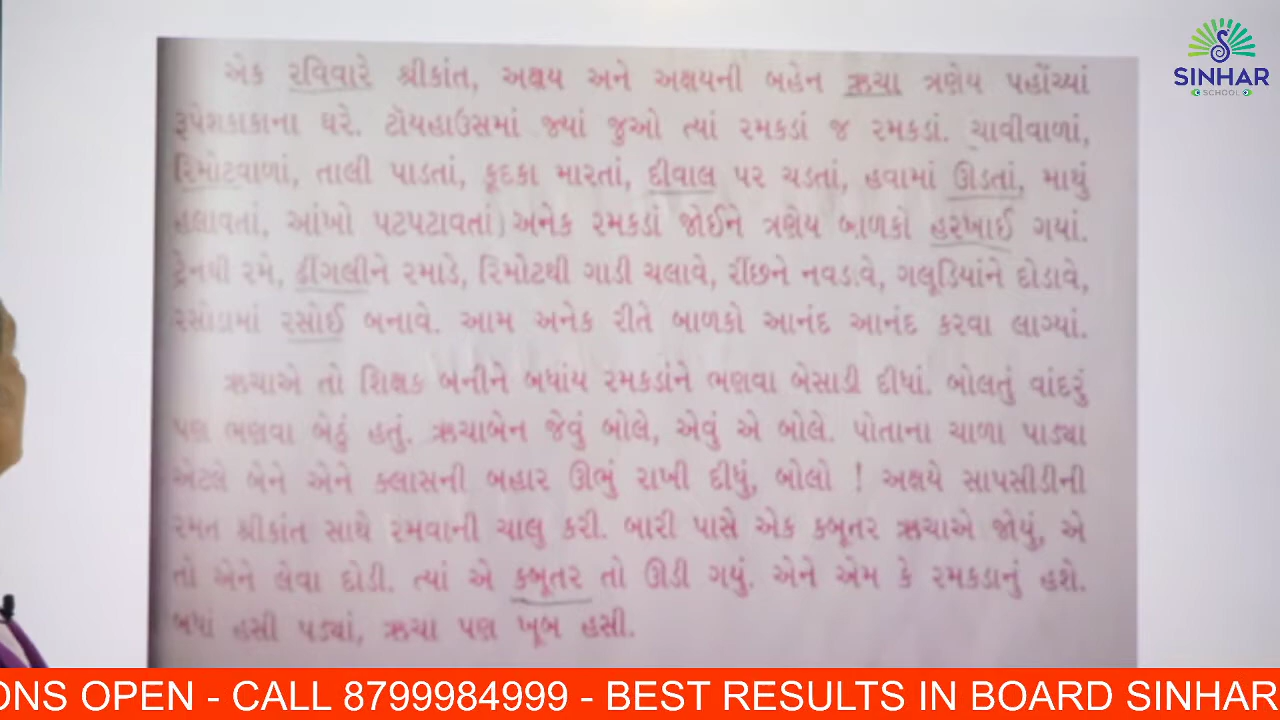 એક રવિવારે શ્રીકાંત, અક્ષય અને અક્ષયની બહેન ઋચા ત્રણેય પહોંચ્યાં
રૂપેશકાકાના ઘરે. ટૉયહાઉસમાં જ્યાં જુઓ ત્યાં રમકડાં જ રમકડાં. ચાવીવાળાં,
રિમોટવાળાં, તાલી પાડતાં, કૂદકા મારતાં, દીવાલ પર ચડતાં, હવામાં ઊડતાં, માથું
હલાવતાં, આંખો પટપટાવતાં અનેક રમકડાં જોઈને ત્રણેય બાળકો હરખાઈ ગયાં.
ટ્રેનથી રમે, ઢીંગલીને રમાડે, રિમોટથી ગાડી ચલાવે, રીંછને નચાવે, ગલૂડિયાંને દોડાવે,
રસોડામાં રસોઈ બનાવે. આમ અનેક રીતે બાળકો આનંદ આનંદ કરવા લાગ્યાં.
ઋચાએ તો શિક્ષક બનીને બધાંય રમકડાંને ભણવા બેસાડી દીધાં. બોલતું વાંદરું
પણ ભણવા બેઠું હતું. ઋચાબેન જેવું બોલે, એવું એ બોલે. પોતાના ચાળા પાડ્યા
એટલે બેને એને ક્લાસની બહાર ઊભું રાખી દીધું, બોલો ! અક્ષયે સાપસીડીની
રમત શ્રીકાંત સાથે રમવાની ચાલુ કરી. બારી પાસે એક કબૂતર ઋચાએ જોયું, એ
તો એને લેવા દોડી. ત્યાં એ કબૂતર તો ઊડી ગયું. એને એમ કે રમકડાનું હશે.
બધાં હસી પડ્યાં, ઋચા પણ ખૂબ હસી.
SINHAR
SCHOOL
ONS OPEN - CALL 8799984999 - BEST RESULTS IN BOARD SINHAR